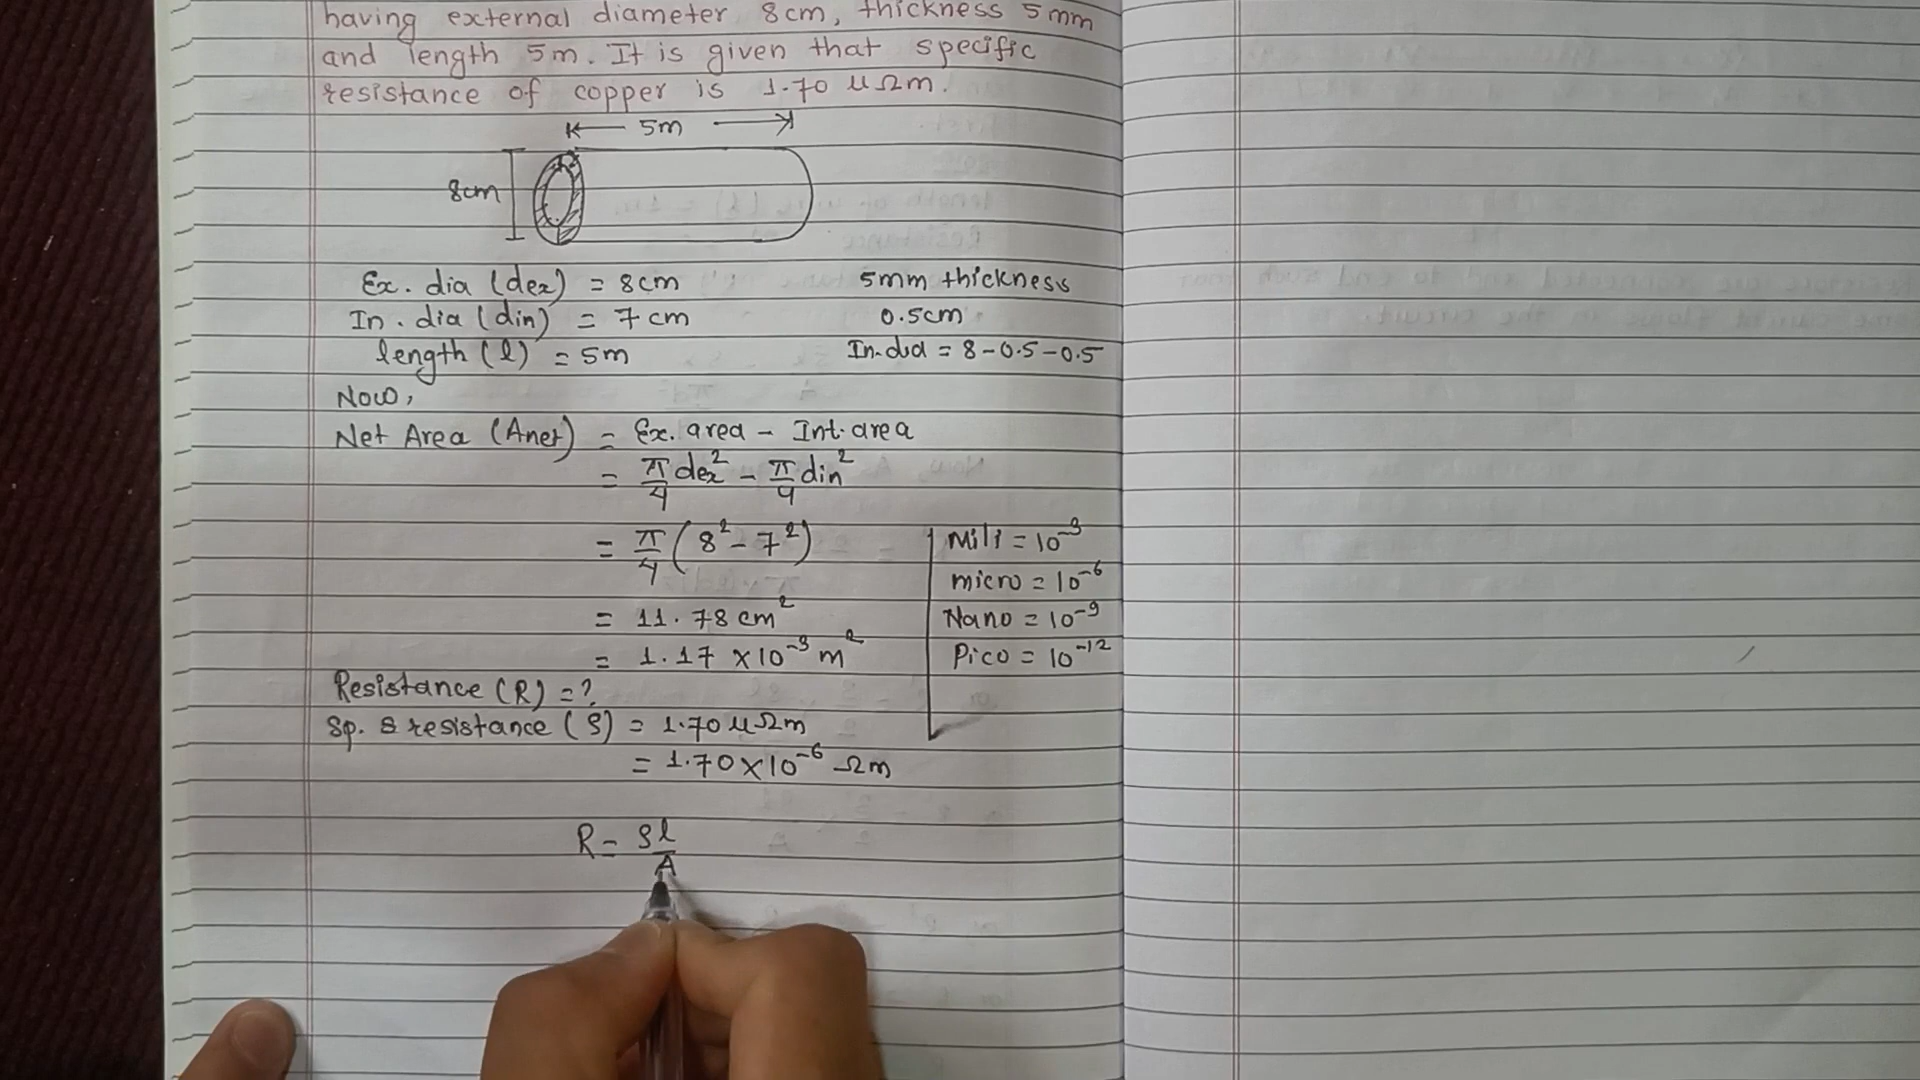 having external diameter 8cm, thickness 5mm
and length 5m. It is given that specific
resistance of copper is 1.70 μΩm.
5m
8cm
Ex. dia (dex) = 8cm
5mm thickness
In. dia (din) = 7cm
0.5cm
length (l) = 5m
In.dia = 8-0.5-0.5
Now,
Net Area (Anet) = Ex. area - Int. area
= π/4 dex² - π/4 din²
= π/4 (8² - 7²)
= 11.78 cm²
= 1.17 ×10⁻³ m²
Mili = 10⁻³
micro = 10⁻⁶
Nano = 10⁻⁹
Pico = 10⁻¹²
Resistance (R) = ?
Sp. resistance (ρ) = 1.70 μΩm
= 1.70×10⁻⁶ Ωm
R = ρl/A